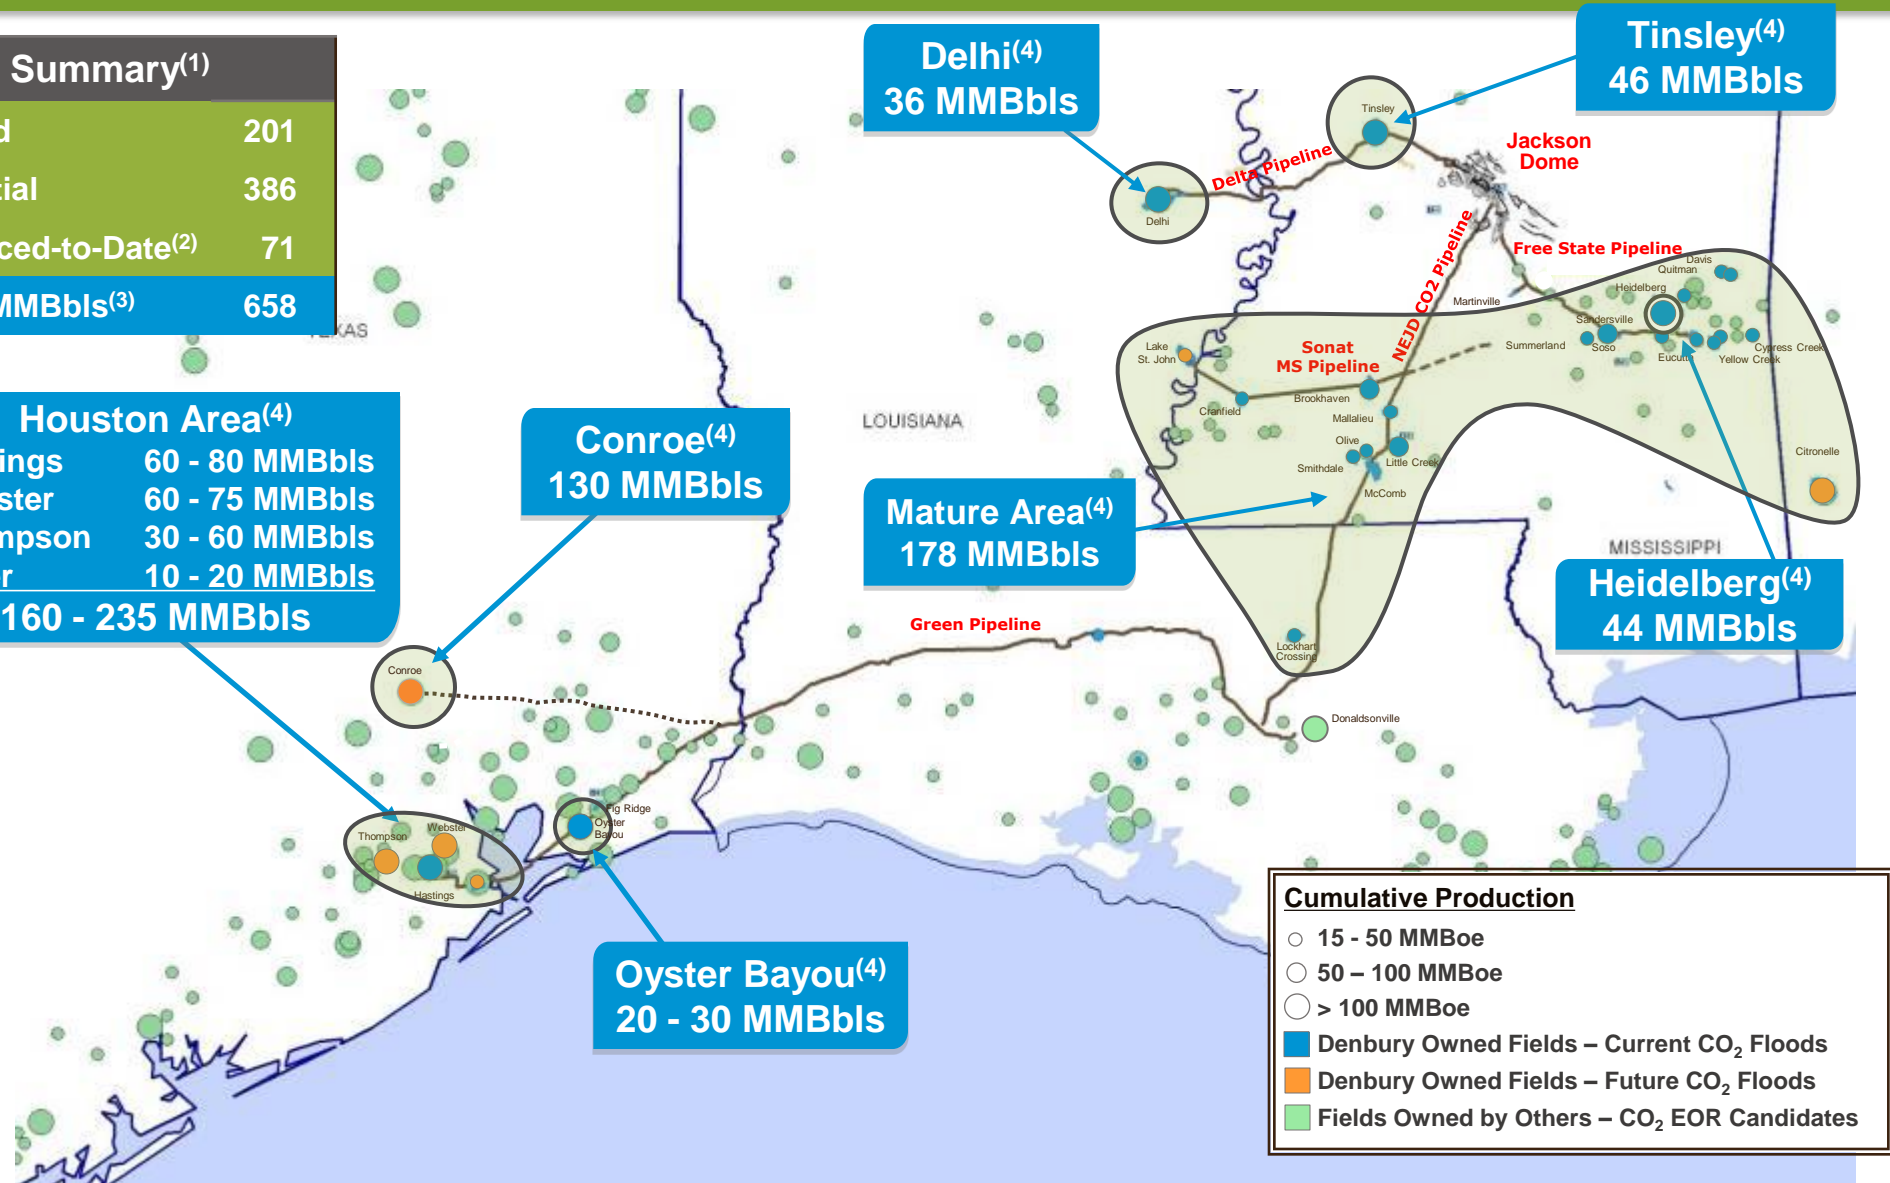 Summary(1)
201
386
71
MMBbls(3) 658
-to-Date(2)
Houston Area(4)
60 - 80 MMBbls
60 - 75 MMBbls
30 - 60 MMBbls
10 - 20 MMBbls
160 - 235 MMBbls
Conroe(4)
130 MMBbls
Delhi(4)
36 MMBbls
Tinsley(4)
46 MMBbls
Mature Area(4)
178 MMBbls
Heidelberg(4)
44 MMBbls
Oyster Bayou(4)
20 - 30 MMBbls
Tinsley
Jackson
Dome
Delta Pipeline
Delhi
NEJD CO2 Pipeline
Free State Pipeline
Davis
Quitman
Heidelberg
Martinville
Sandersville
Summerland
Soso
Eucutta
Yellow Creek
Cypress Creek
Lake
St. John
Sonat
MS Pipeline
Cranfield
Brookhaven
Mallalieu
Olive
Little Creek
Smithdale
McComb
Citronelle
LOUISIANA
MISSISSIPPI
Green Pipeline
Lockhart
Crossing
Donaldsonville
Conroe
Fig Ridge
Oyster
Bayou
Webster
Thompson
Hastings
Cumulative Production
15 - 50 MMBoe
50 – 100 MMBoe
> 100 MMBoe
Denbury Owned Fields – Current CO2 Floods
Denbury Owned Fields – Future CO2 Floods
Fields Owned by Others – CO2 EOR Candidates